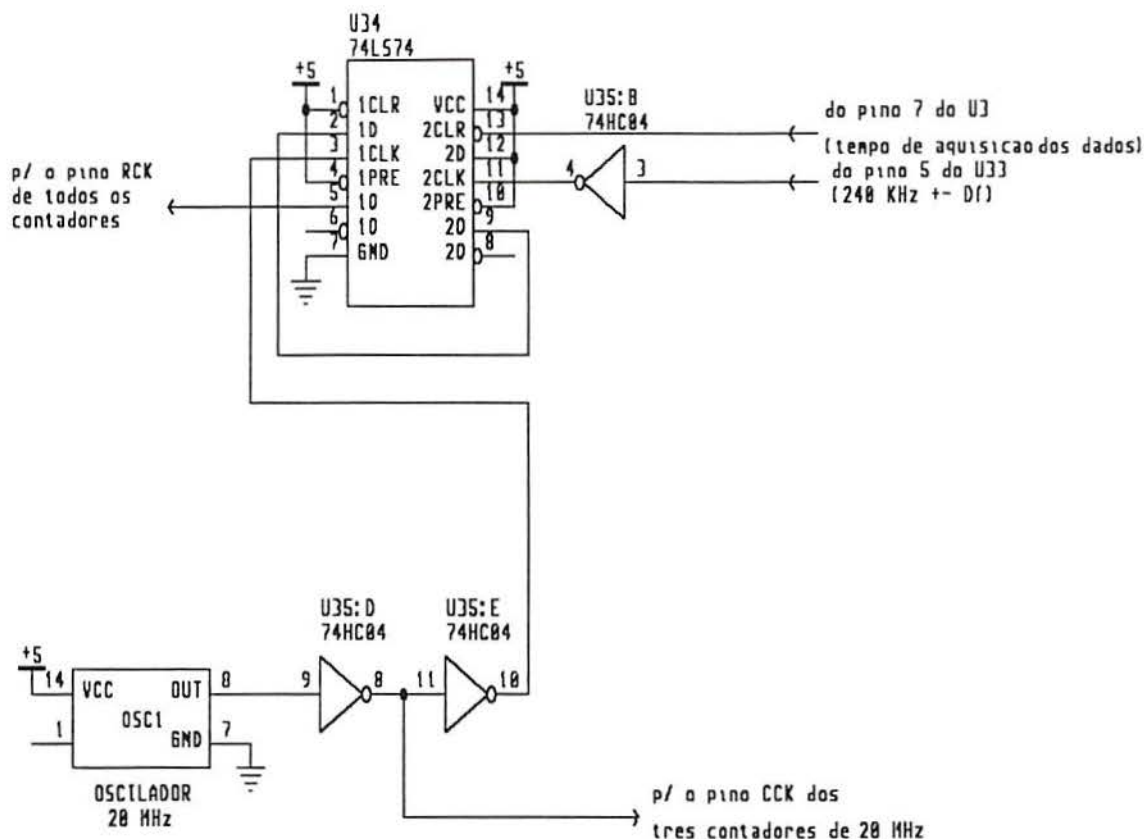 U34
74LS74
+5
+5
1 1CLR VCC 14
2 1D 2CLR 13
3 1CLK 2D 12
4 1PRE 2CLK 11
5 1Q 2PRE 10
6 1Q 2Q 9
7 GND 2Q 8
U35:B
74HC04
4 3
do pino 7 do U3
(tempo de aquisicao dos dados)
do pino 5 do U33
(240 KHz +- Df)
p/ o pino RCK
de todos os
contadores
U35:D
74HC04
9 8
U35:E
74HC04
11 10
+5
14 VCC OUT 8
OSC1
1 GND 7
OSCILADOR
20 MHz
p/ o pino CCK dos
tres contadores de 20 MHz